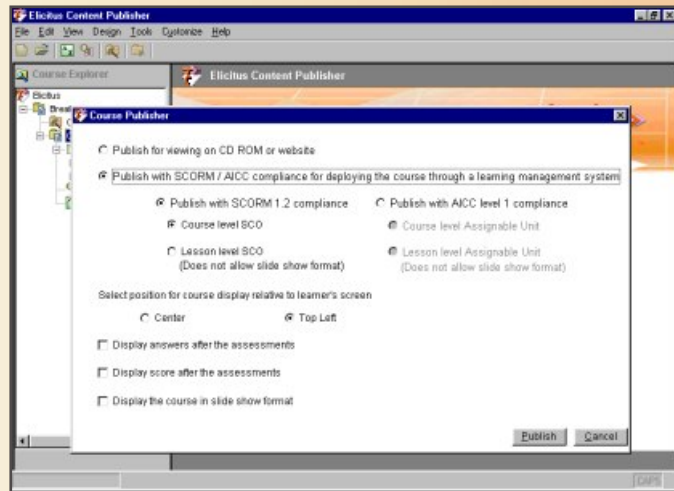 Elicitus Content Publisher
File Edit View Design Tools Customize Help
Course Explorer
Elicitus Content Publisher
Elicitus
Course Publisher
Publish for viewing on CD ROM or website
Publish with SCORM / AICC compliance for deploying the course through a learning management system
Publish with SCORM 1.2 compliance
Publish with AICC level 1 compliance
Course level SCO
Course level Assignable Unit
Lesson level SCO
(Does not allow slide show format)
Lesson level Assignable Unit
(Does not allow slide show format)
Select position for course display relative to learner's screen
Center
Top Left
Display answers after the assessments
Display score after the assessments
Display the course in slide show format
Publish
Cancel
CAPS